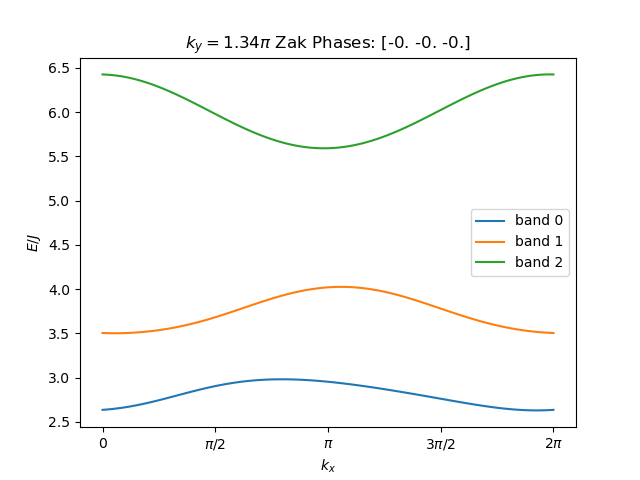 k_y = 1.34π Zak Phases: [-0. -0. -0.]
6.5
6.0
5.5
5.0
4.5
4.0
3.5
3.0
2.5
E/J
band 0
band 1
band 2
0
π/2
π
3π/2
2π
k_x